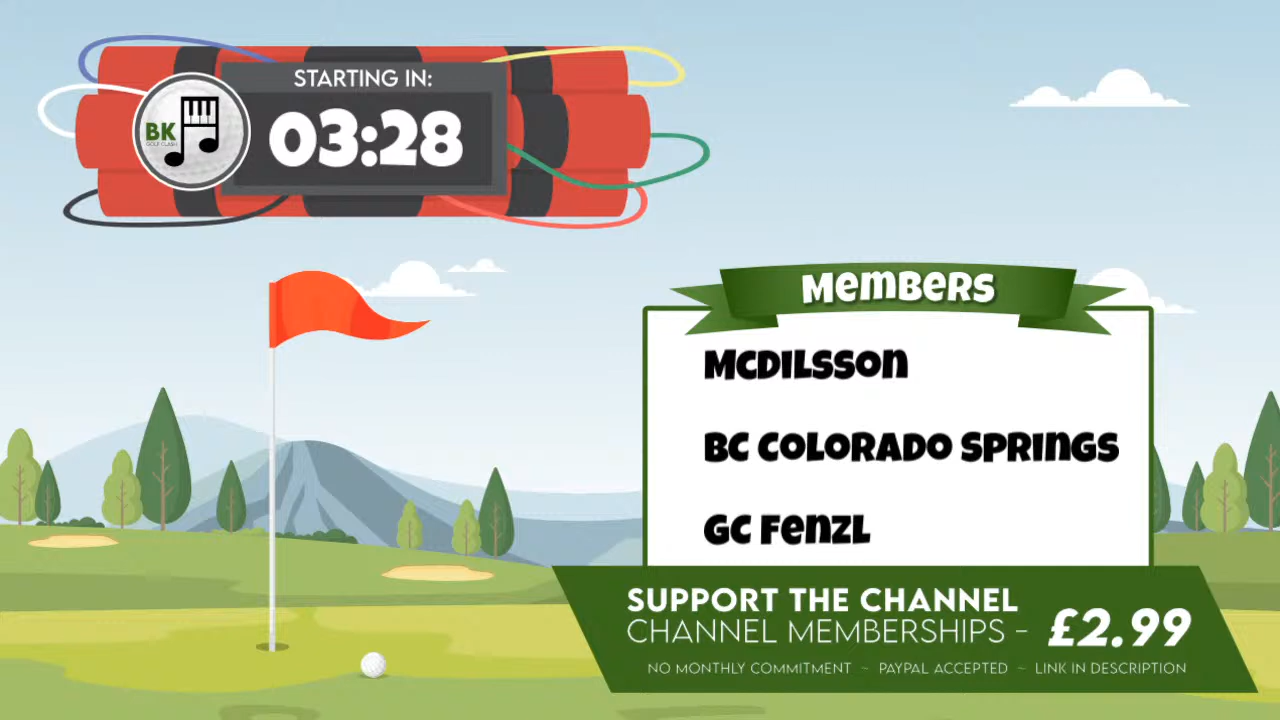 STARTING IN:
03:28
BK
GOLF CLASH
MEMBERS
MCDILSSON
BC COLORADO SPRINGS
GC FENZL
SUPPORT THE CHANNEL
CHANNEL MEMBERSHIPS - £2.99
NO MONTHLY COMMITMENT ~ PAYPAL ACCEPTED ~ LINK IN DESCRIPTION